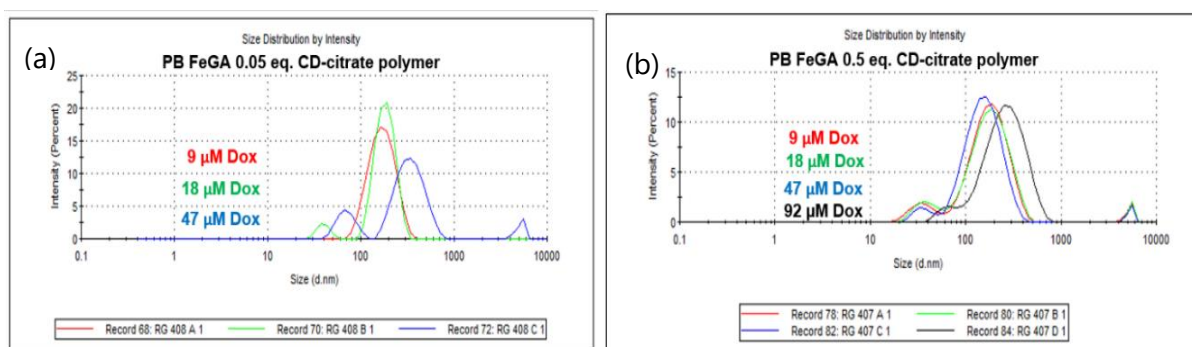 (a)
Size Distribution by Intensity
PB FeGA 0.05 eq. CD-citrate polymer
Intensity (Percent)
25
20
15
10
5
0
9 µM Dox
18 µM Dox
47 µM Dox
0.1 1 10 100 1000 10000
Size (d.nm)
Record 68: RG 408 A 1 Record 70: RG 408 B 1 Record 72: RG 408 C 1
(b)
Size Distribution by Intensity
PB FeGA 0.5 eq. CD-citrate polymer
Intensity (Percent)
15
10
5
0
9 µM Dox
18 µM Dox
47 µM Dox
92 µM Dox
0.1 1 10 100 1000 10000
Size (d.nm)
Record 78: RG 407 A 1 Record 80: RG 407 B 1
Record 82: RG 407 C 1 Record 84: RG 407 D 1